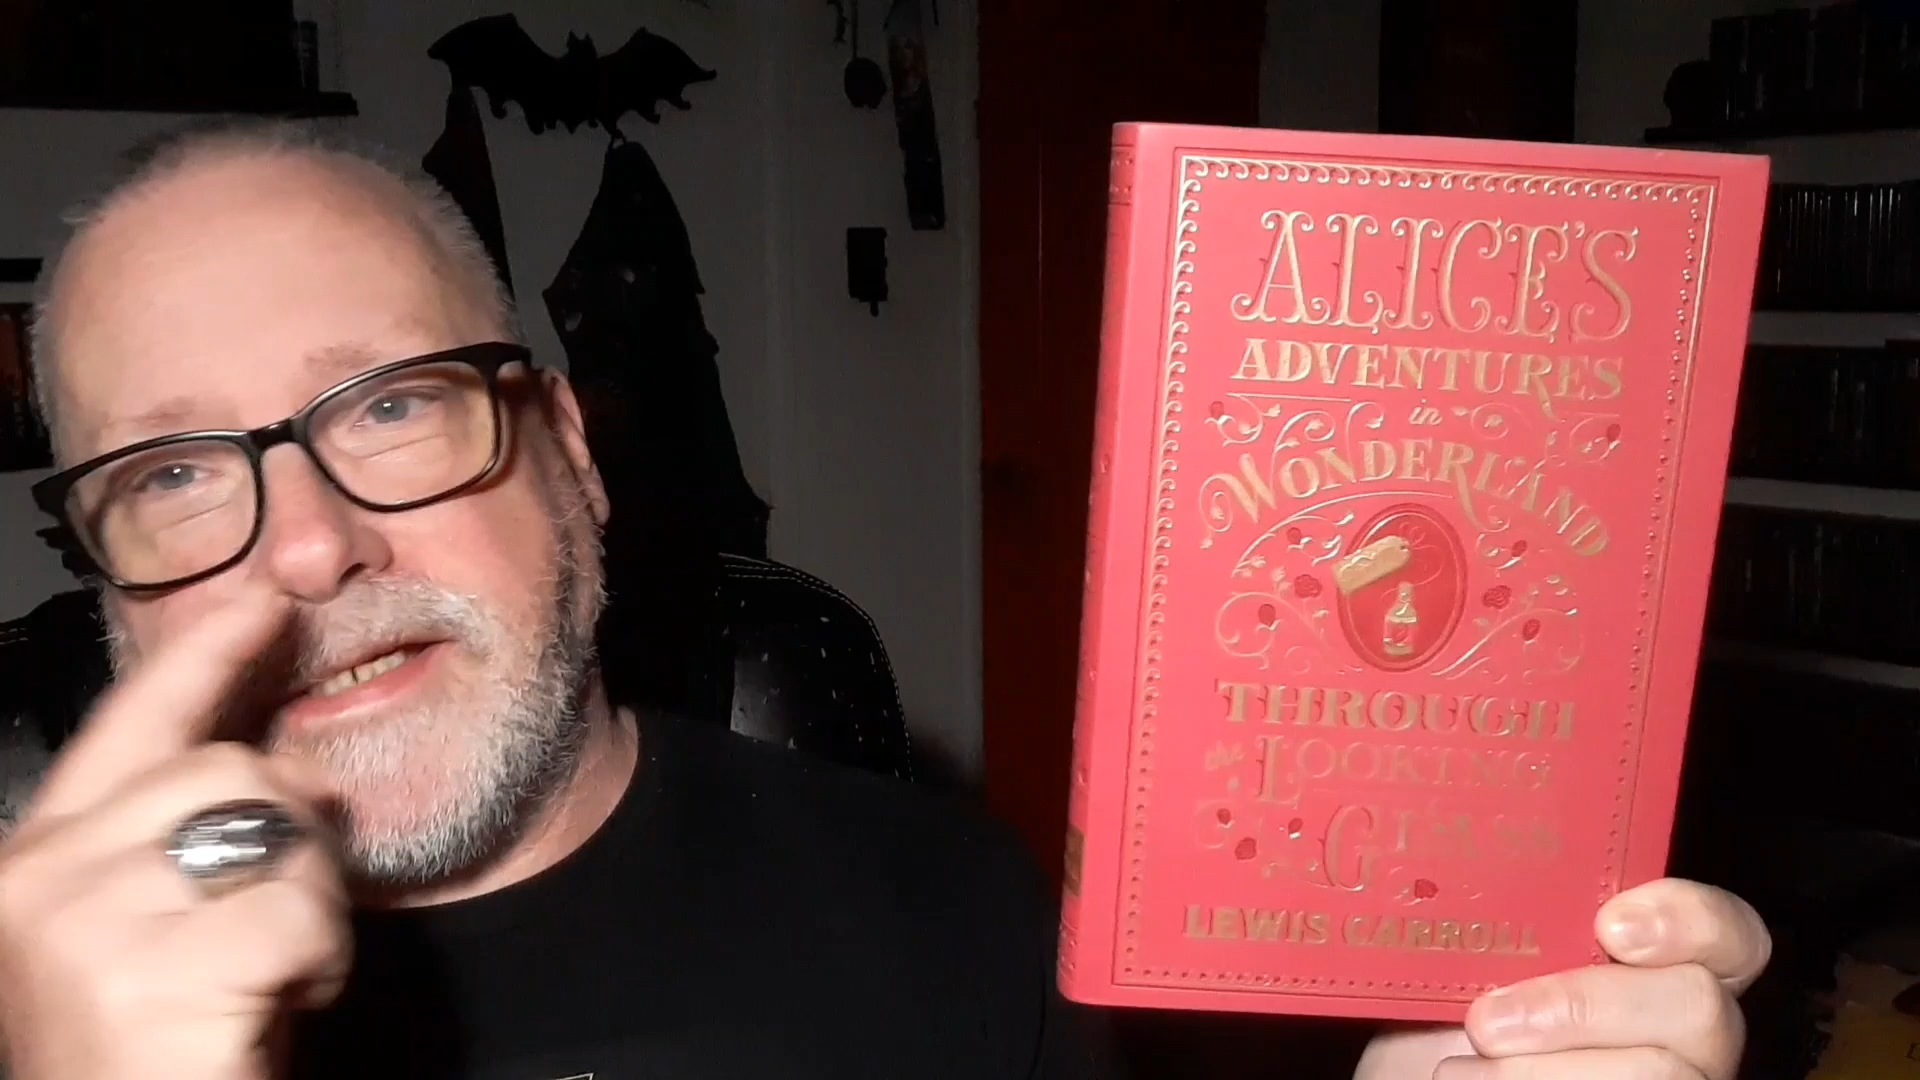 ALICE'S
ADVENTURES
in
WONDERLAND
THROUGH
the LOOKING
GLASS
LEWIS CARROLL